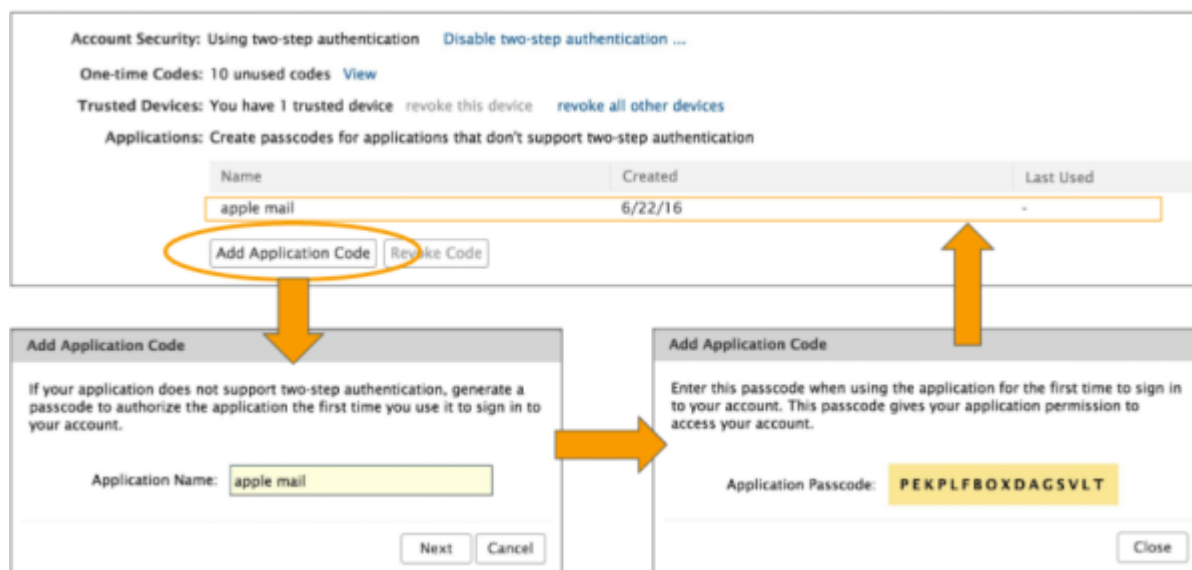 Account Security: Using two-step authentication Disable two-step authentication ...
One-time Codes: 10 unused codes View
Trusted Devices: You have 1 trusted device revoke this device revoke all other devices
Applications: Create passcodes for applications that don't support two-step authentication
Name Created Last Used
apple mail 6/22/16 -
Add Application Code Revoke Code
Add Application Code
If your application does not support two-step authentication, generate a
passcode to authorize the application the first time you use it to sign in to
your account.
Application Name: apple mail
Next Cancel
Add Application Code
Enter this passcode when using the application for the first time to sign in
to your account. This passcode gives your application permission to
access your account.
Application Passcode: PEKPLFBOXDAGSVLT
Close